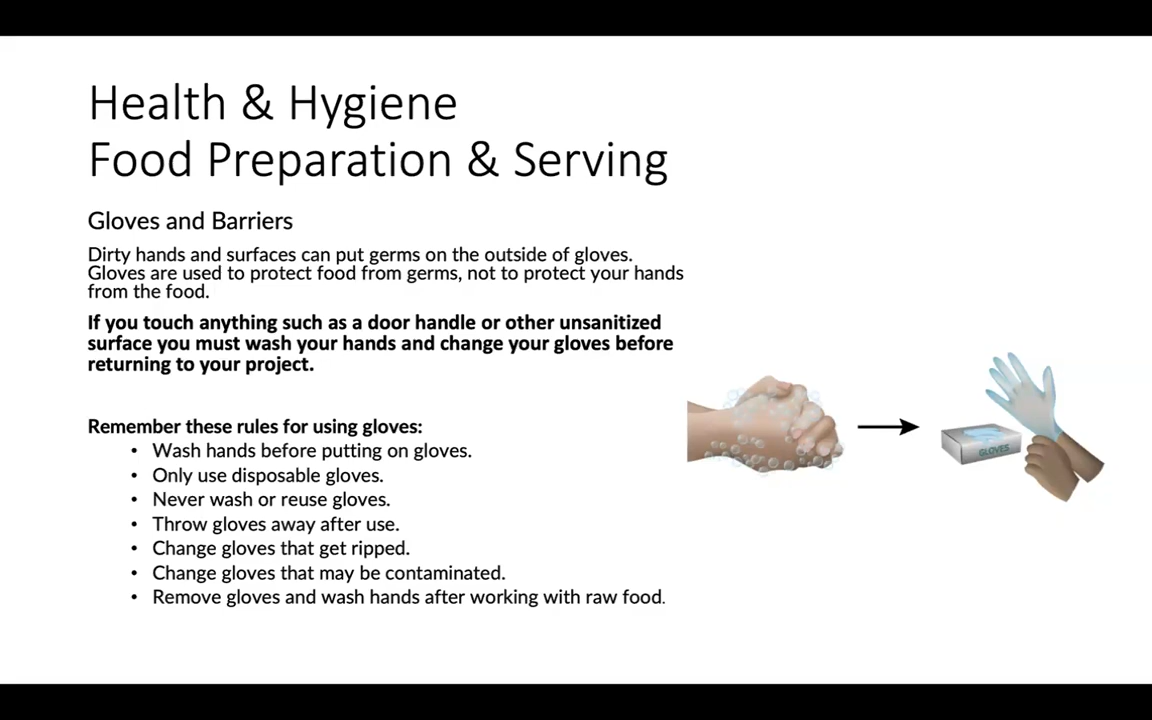 Health & Hygiene
Food Preparation & Serving
Gloves and Barriers
Dirty hands and surfaces can put germs on the outside of gloves.
Gloves are used to protect food from germs, not to protect your hands
from the food.
If you touch anything such as a door handle or other unsanitized
surface you must wash your hands and change your gloves before
returning to your project.
Remember these rules for using gloves:
• Wash hands before putting on gloves.
• Only use disposable gloves.
• Never wash or reuse gloves.
• Throw gloves away after use.
• Change gloves that get ripped.
• Change gloves that may be contaminated.
• Remove gloves and wash hands after working with raw food.
GLOVES